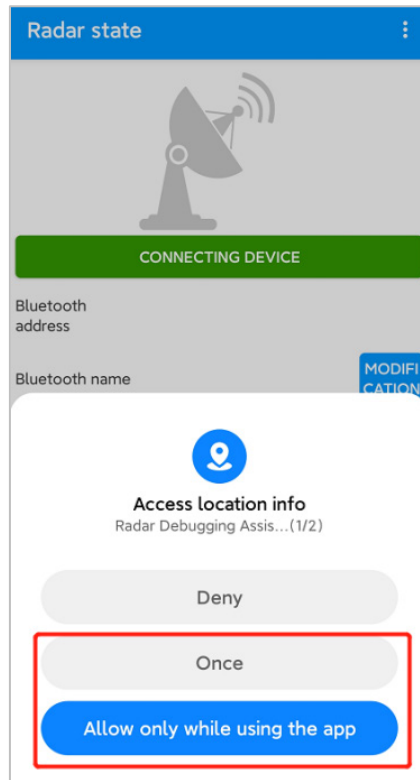 Radar state
CONNECTING DEVICE
Bluetooth
address
Bluetooth name
MODIFI
CATION
Access location info
Radar Debugging Assis...(1/2)
Deny
Once
Allow only while using the app